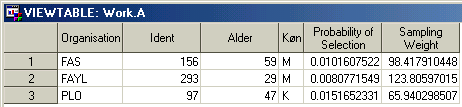 VIEWTABLE: Work.A
Organisation Ident Alder Køn Probability of Selection Sampling Weight
1 FAS 156 59 M 0.0101607522 98.417910448
2 FAYL 293 29 M 0.0080771549 123.80597015
3 PLO 97 47 K 0.0151652331 65.940298507